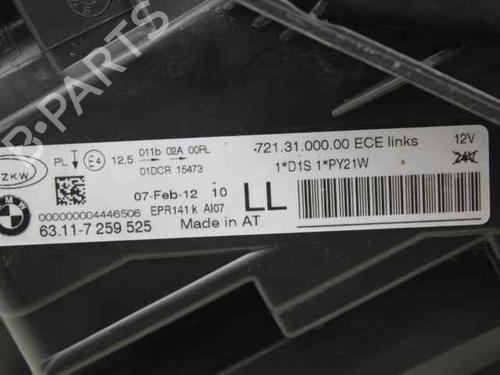 B-PARTS
ZKW
PL E4 12,5 011b 02A 00RL
01DCR 15473
721.31.000.00 ECE links 12V
1*D1S 1*PY21W 24V
07-Feb-12 10
LL
BMW
000000004446506 EPR141 k AI07
63.11-7 259 525 Made in AT